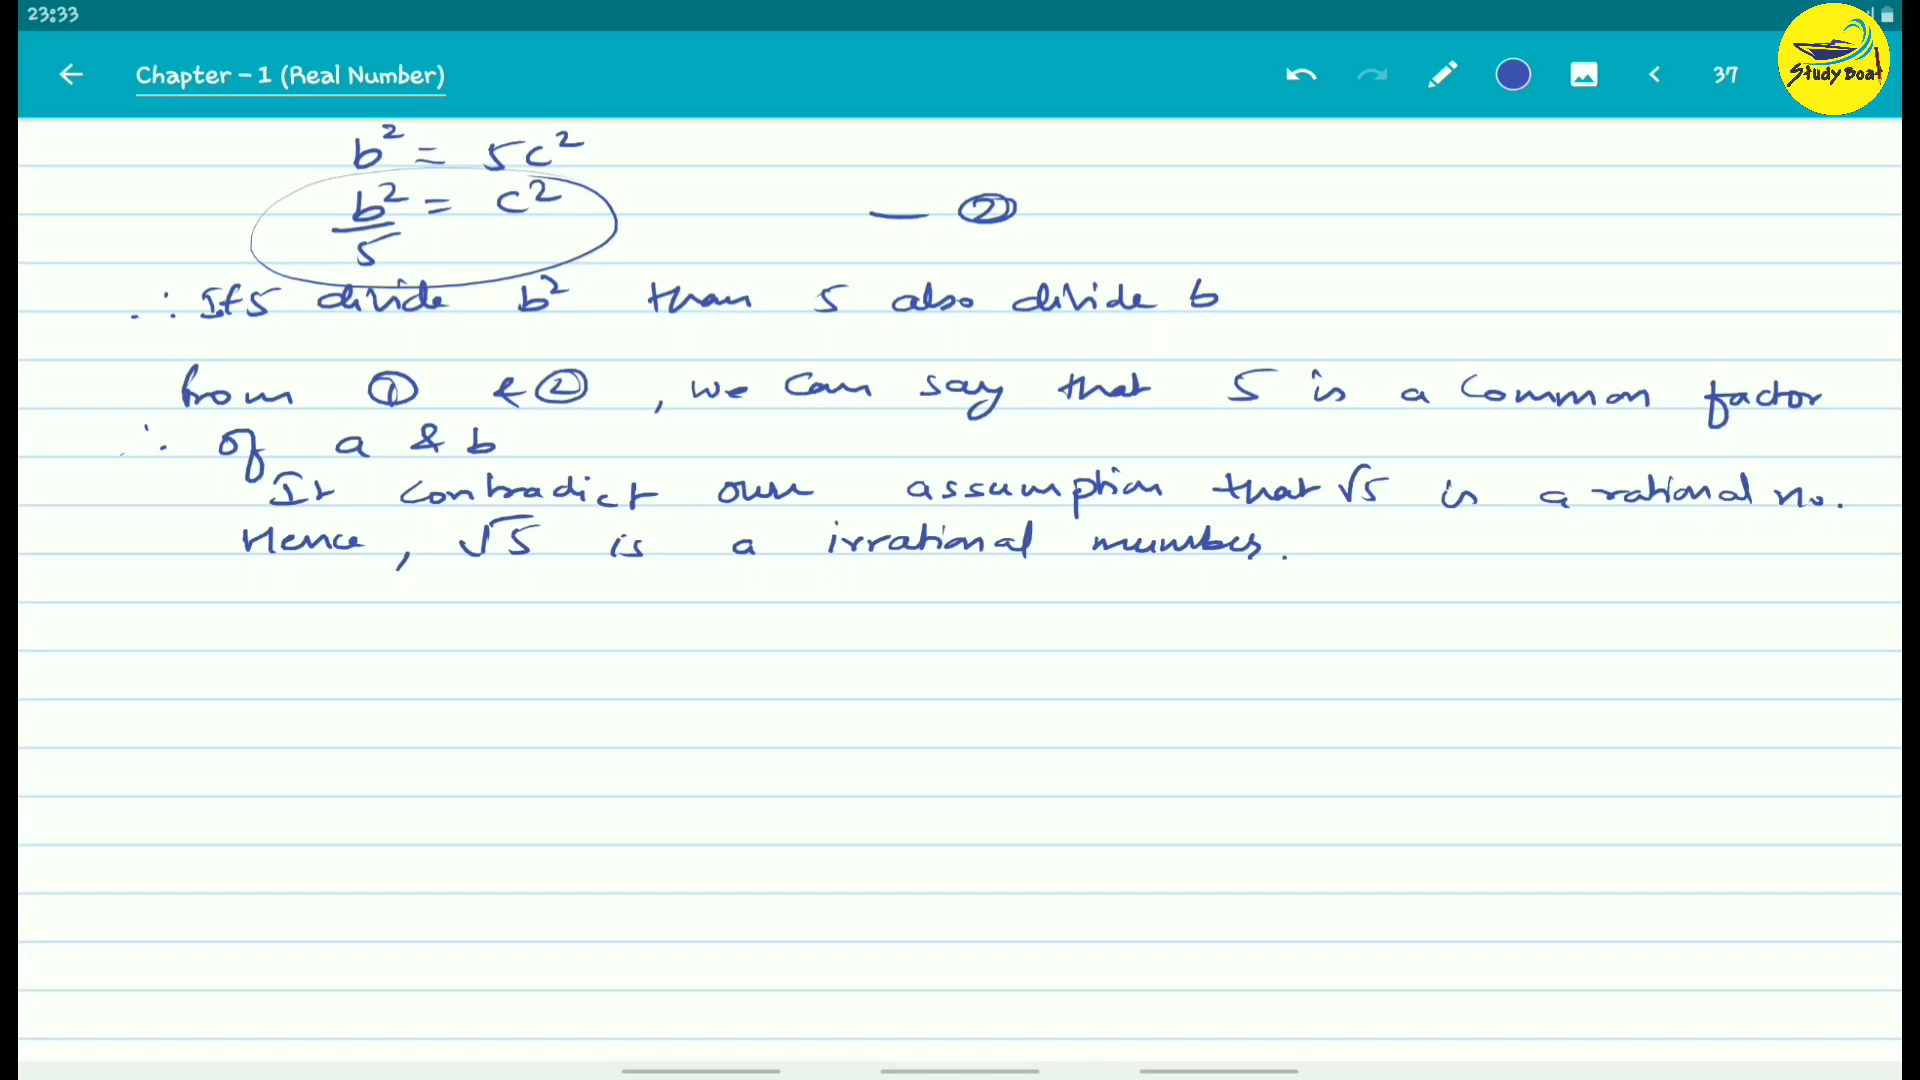 23:33
Chapter - 1 (Real Number)
37
Study Boat
b² = 5c²
b²/5 = c² — ②
∴ If 5 divide b² than 5 also divide b
from ① & ②, we can say that 5 is a common factor
∴ of a & b
It contradict our assumption that √5 is a rational no.
Hence, √5 is a irrational number.